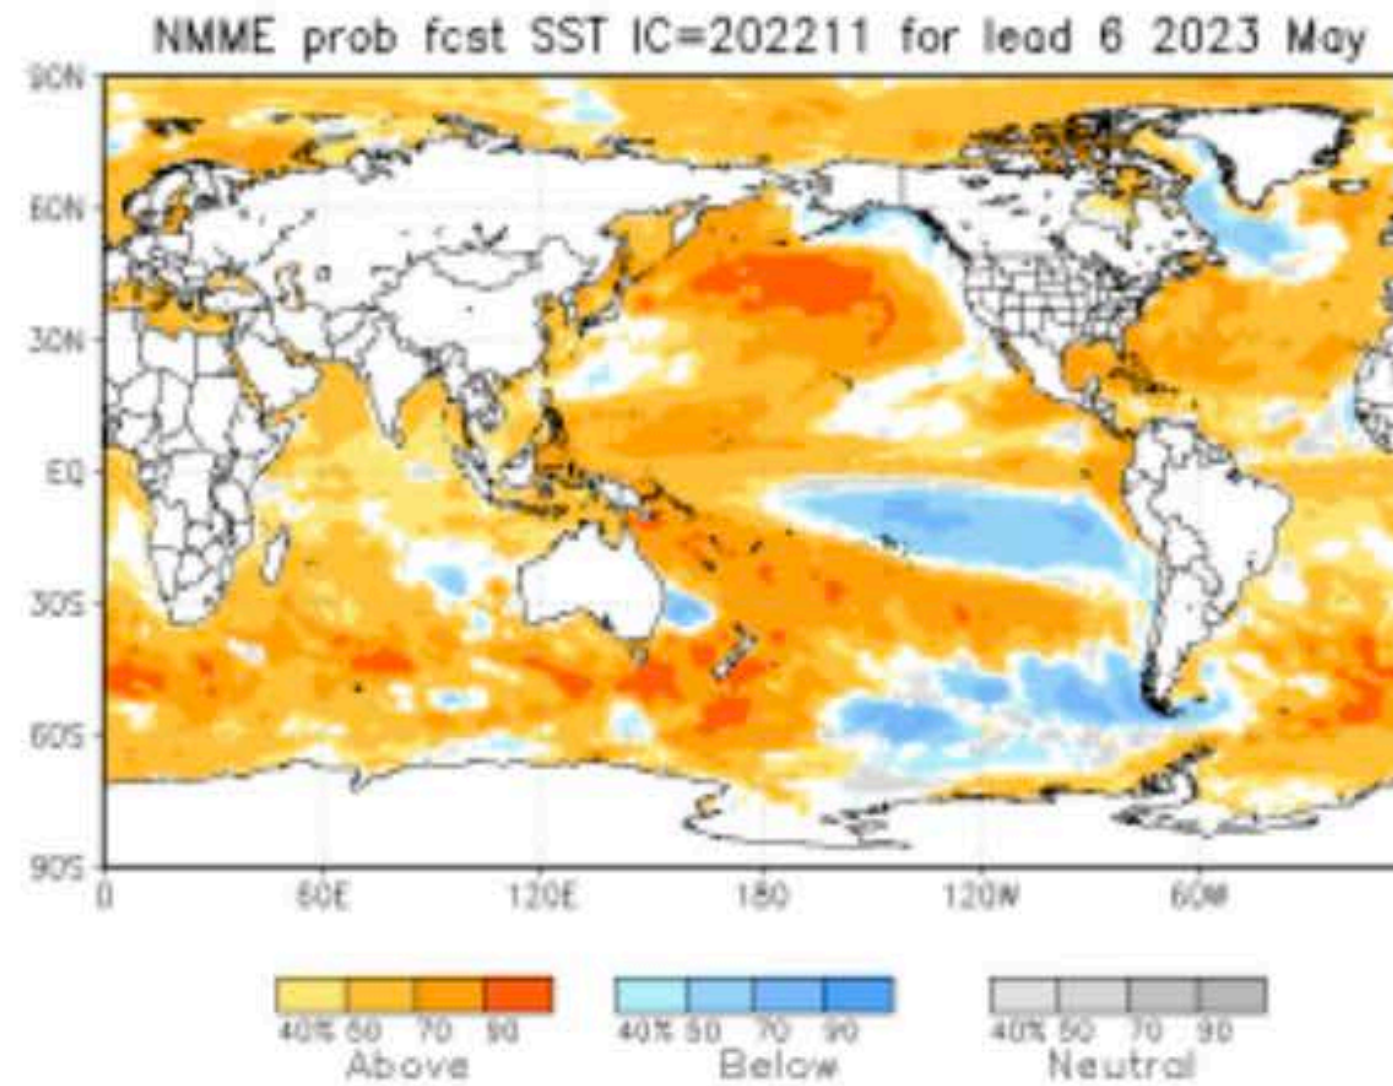 NMME prob fcst SST IC=202211 for lead 6 2023 May
90N
60N
30N
EQ
30S
60S
90S
0 60E 120E 180 120W 60W
40% 50 70 90 40% 50 70 90 40% 50 70 90
Above Below Neutral